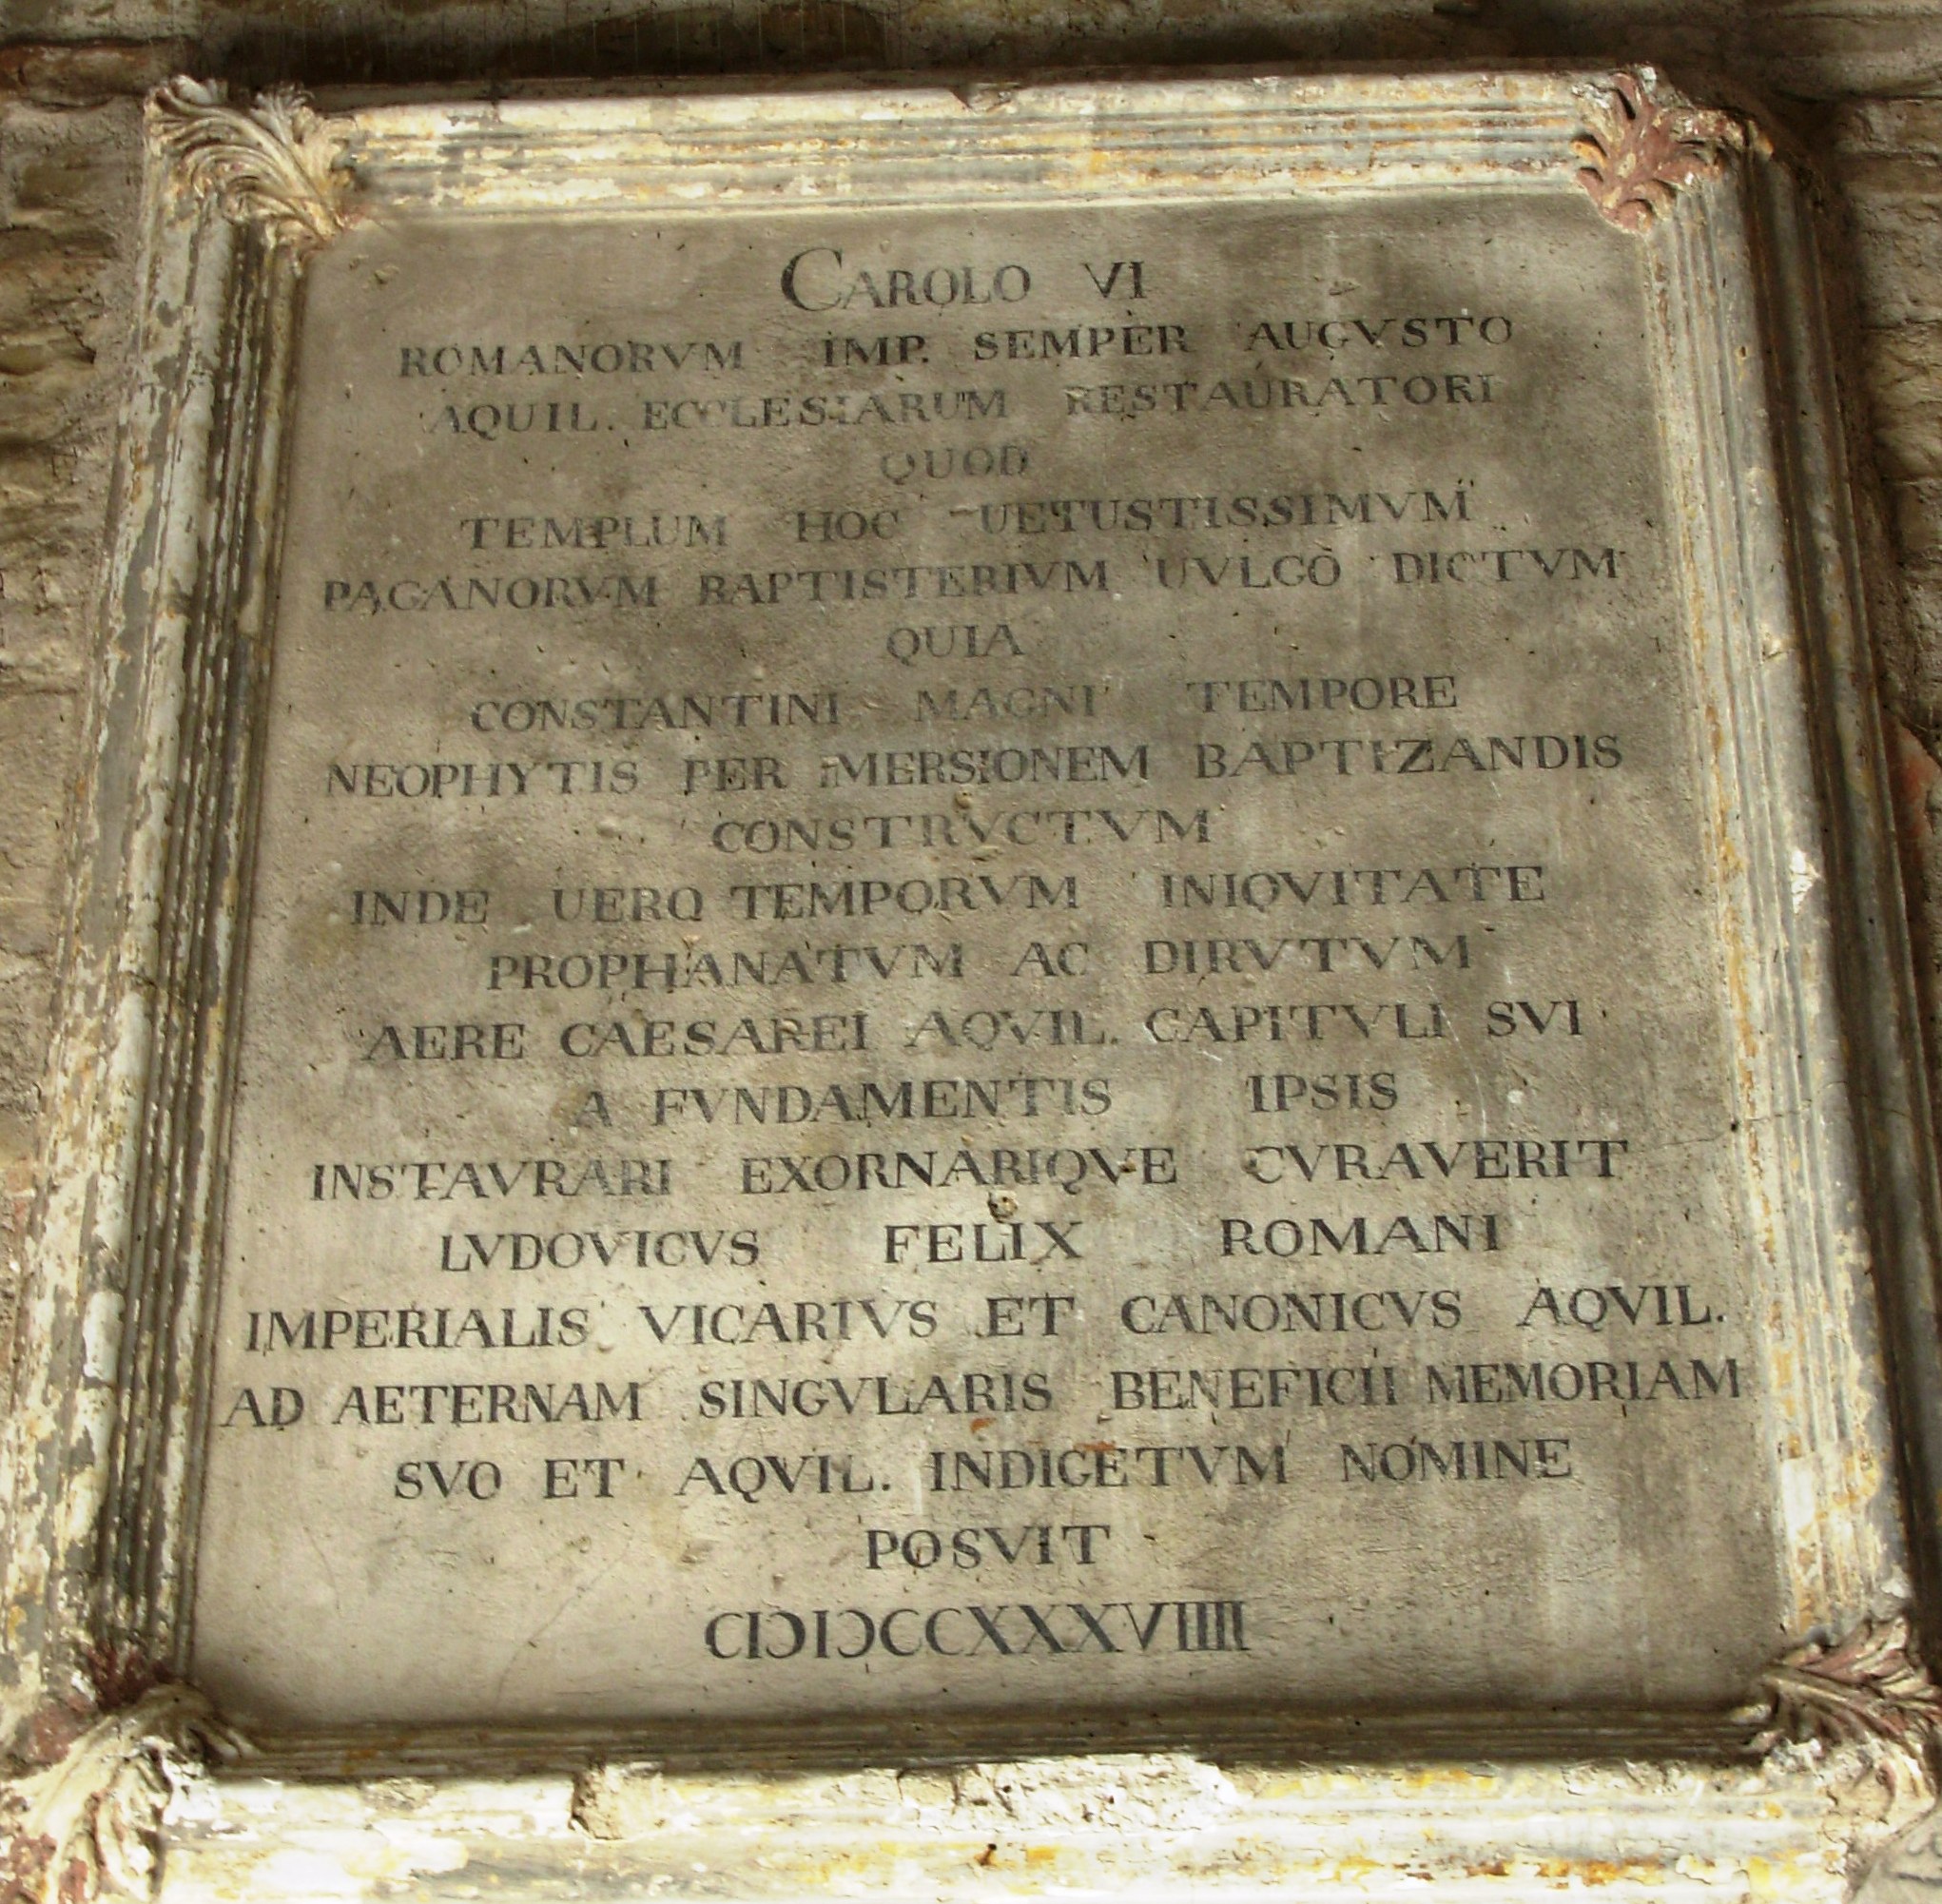 CAROLO VI
ROMANORVM IMP. SEMPER AUGVSTO
AQUIL. ECCLESIARUM RESTAURATORI
QUOD
TEMPLUM HOC UETUSTISSIMVM
PAGANORVM BAPTISTERIVM UVLGO DICTVM
QUIA
CONSTANTINI MAGNI TEMPORE
NEOPHYTIS PER IMERSIONEM BAPTIZANDIS
CONSTRVCTVM
INDE UERO TEMPORVM INIQVITATE
PROPHANATVM AC DIRVTVM
AERE CAESAREI AQVIL. CAPITVLI SVI
A FVNDAMENTIS IPSIS
INSTAVRARI EXORNARIQVE CVRAVERIT
LVDOVICVS FELIX ROMANI
IMPERIALIS VICARIVS ET CANONICVS AQVIL.
AD AETERNAM SINGVLARIS BENEFICII MEMORIAM
SVO ET AQVIL. INDIGETVM NOMINE
POSVIT
CIƆIƆCCXXXVIIII